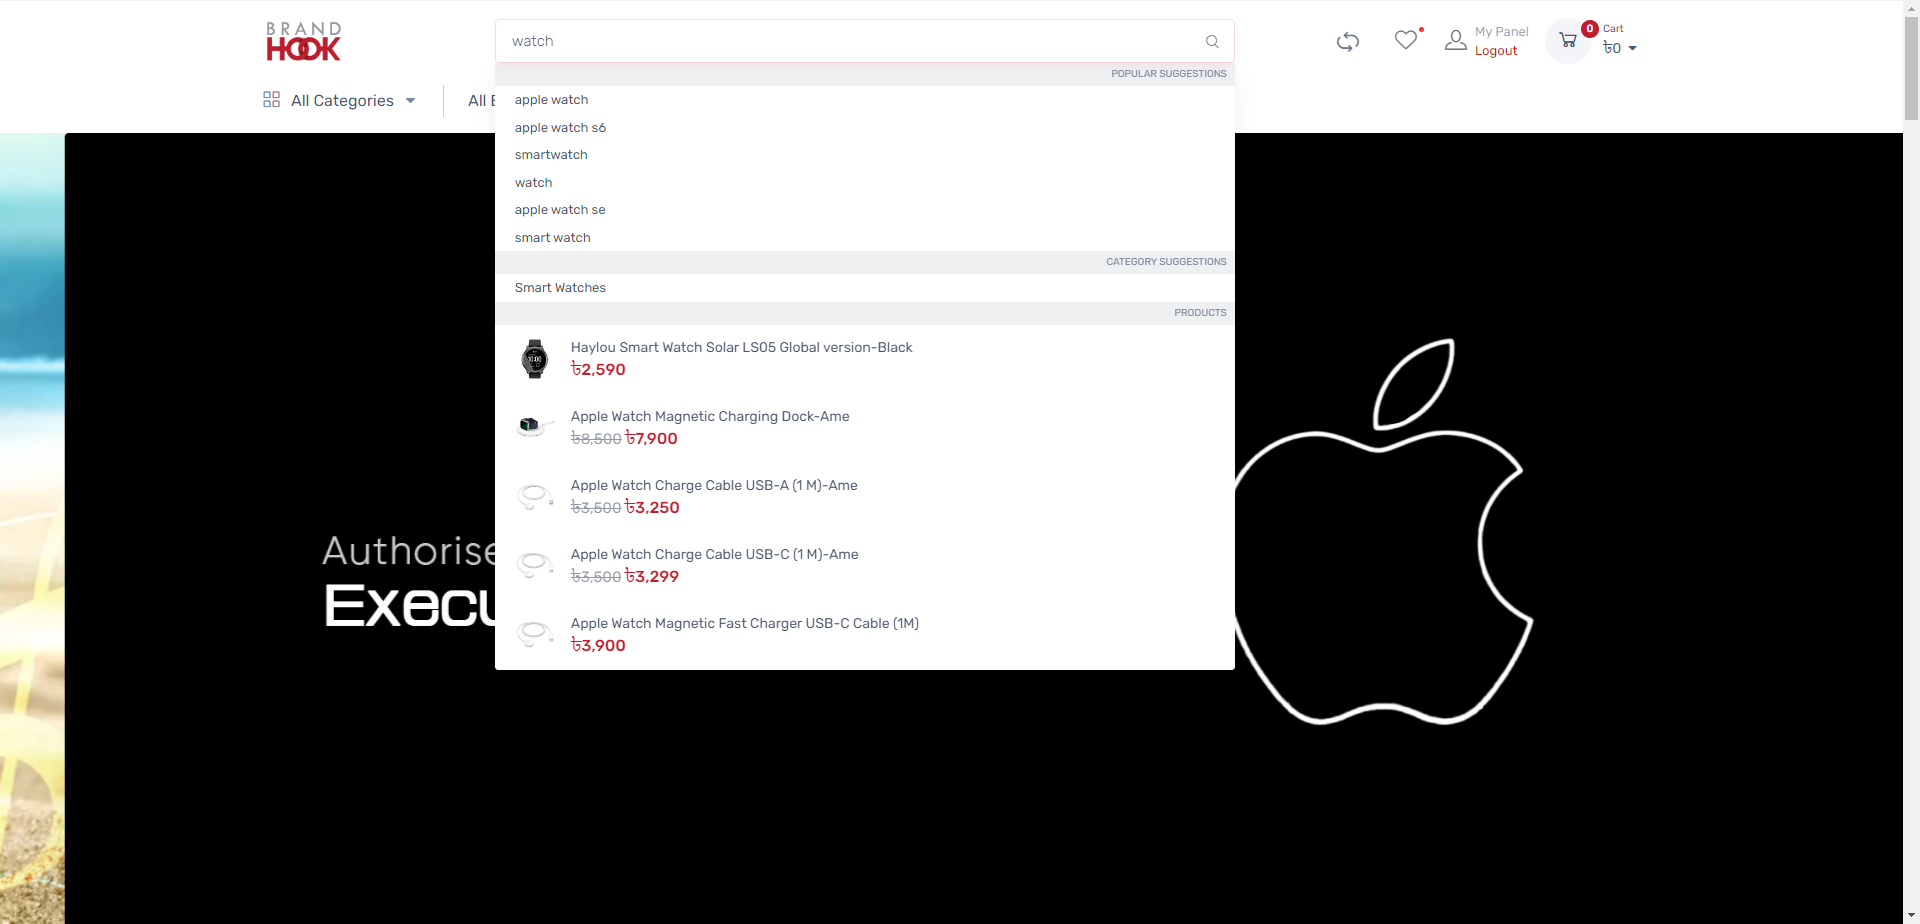 BRAND
HOOK
watch
My Panel
Logout
0
Cart
৳0
All Categories
All
POPULAR SUGGESTIONS
apple watch
apple watch s6
smartwatch
watch
apple watch se
smart watch
CATEGORY SUGGESTIONS
Smart Watches
PRODUCTS
Haylou Smart Watch Solar LS05 Global version-Black
৳2,590
Apple Watch Magnetic Charging Dock-Ame
৳8,500 ৳7,900
Apple Watch Charge Cable USB-A (1 M)-Ame
৳3,500 ৳3,250
Apple Watch Charge Cable USB-C (1 M)-Ame
৳3,500 ৳3,299
Apple Watch Magnetic Fast Charger USB-C Cable (1M)
৳3,900
Authorise
Execu